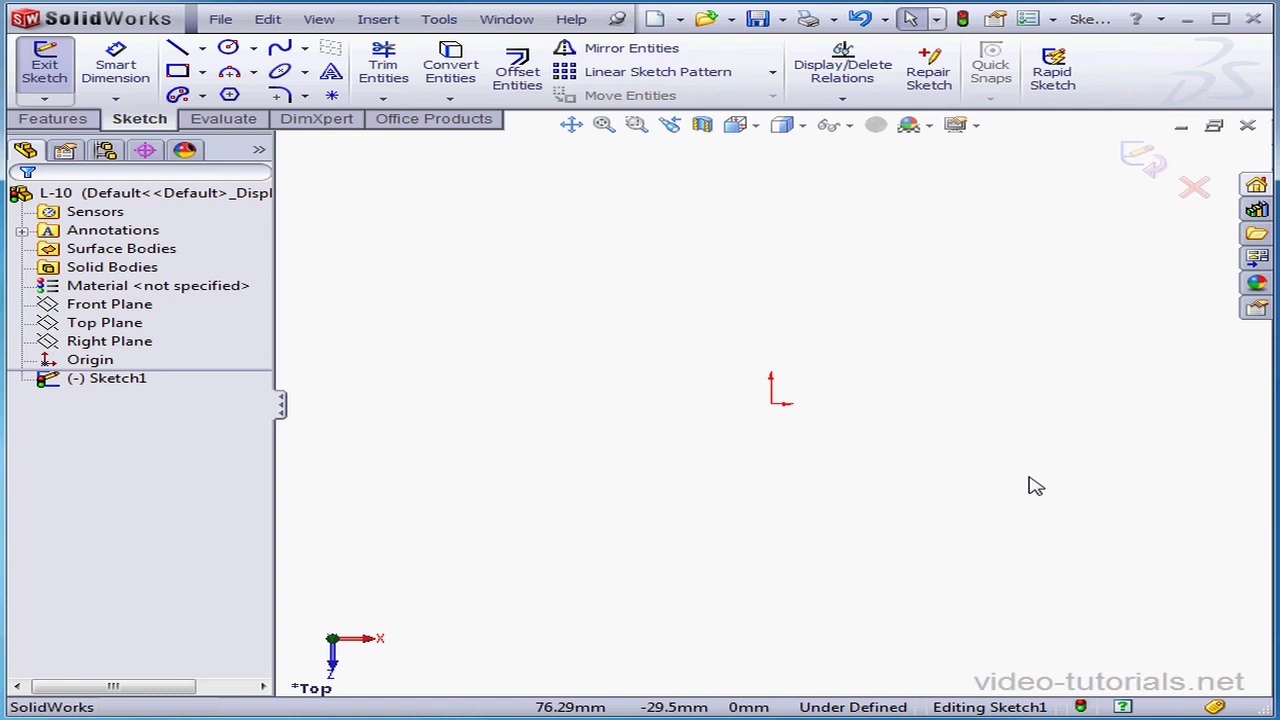 SW SolidWorks File Edit View Insert Tools Window Help Ske... ?
Exit Sketch
Smart Dimension
Trim Entities
Convert Entities
Offset Entities
Mirror Entities
Linear Sketch Pattern
Move Entities
Display/Delete Relations
Repair Sketch
Quick Snaps
Rapid Sketch
Features Sketch Evaluate DimXpert Office Products
L-10 (Default<<Default>_Displ
Sensors
A Annotations
Surface Bodies
Solid Bodies
Material <not specified>
Front Plane
Top Plane
Right Plane
Origin
(-) Sketch1
X
Z
*Top
video-tutorials.net
SolidWorks 76.29mm -29.5mm 0mm Under Defined Editing Sketch1 ?